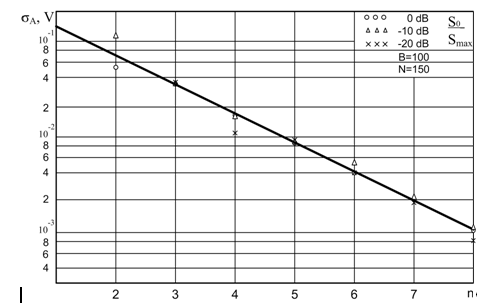 σA, V
○ ○ ○ 0 dB
△ △ △ -10 dB
× × × -20 dB
S0
Smax
B=100
N=150
10-1
8
6
4
2
10-2
8
6
4
2
10-3
8
6
4
2 3 4 5 6 7 n